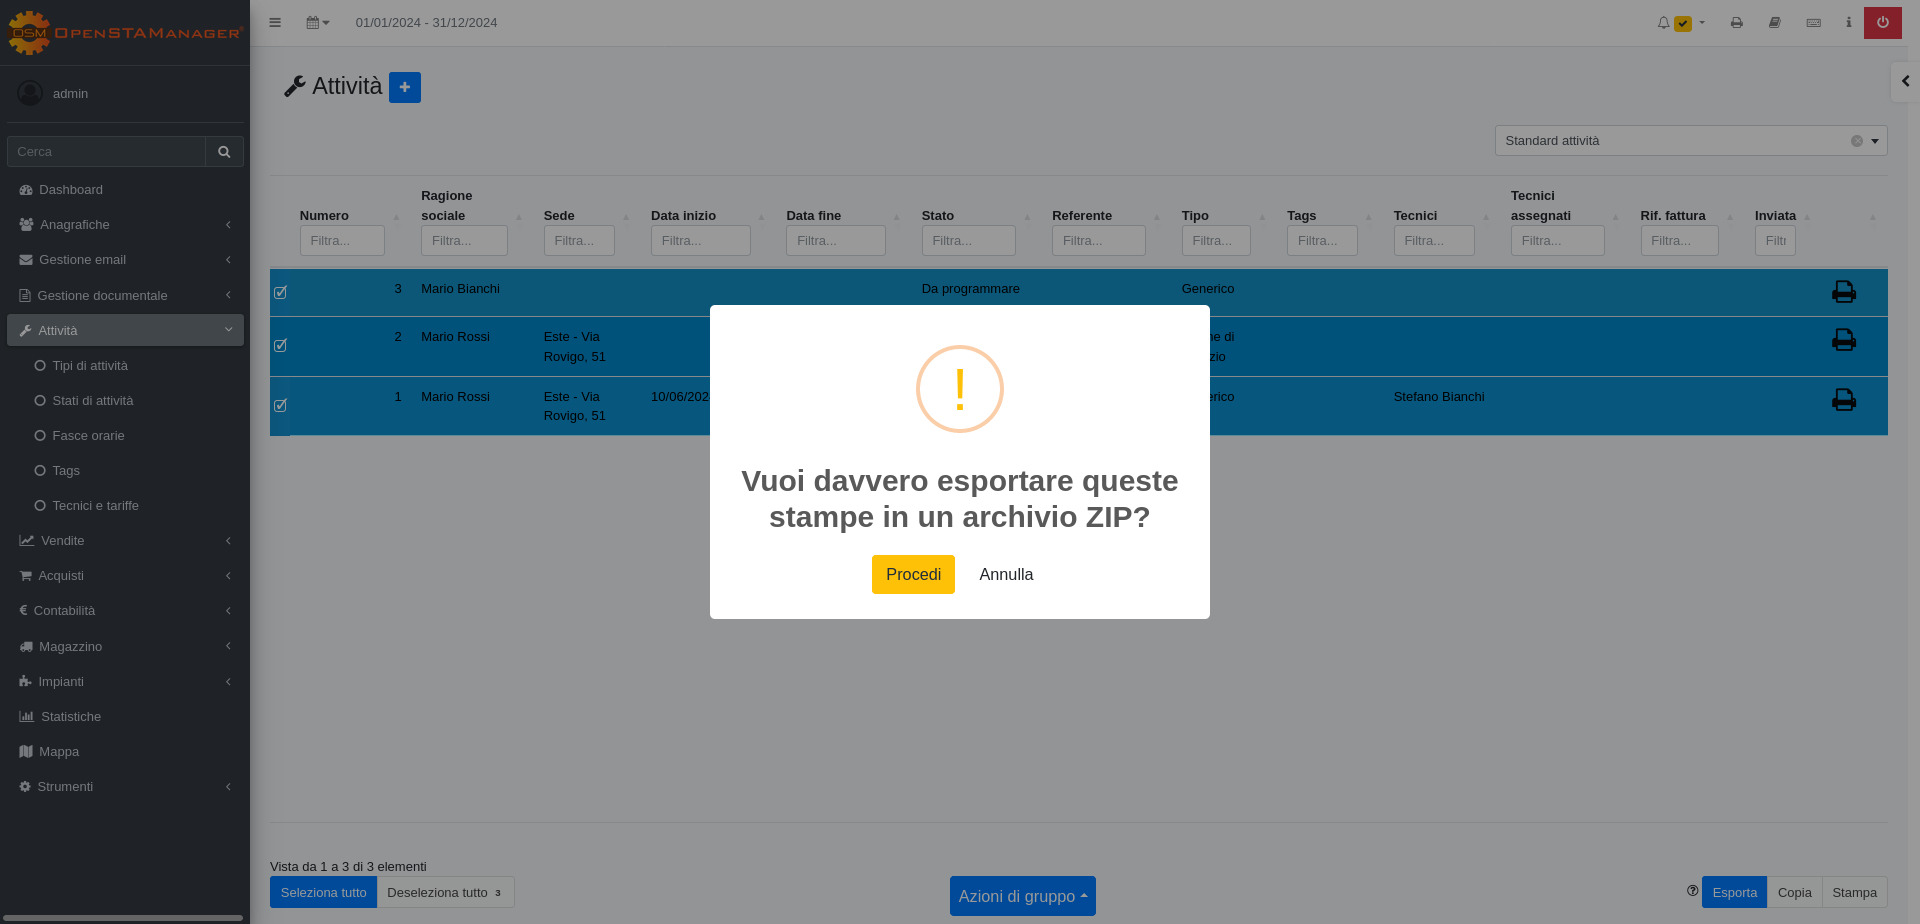 OSM OpenSTAManager
01/01/2024 - 31/12/2024
admin
Cerca
Dashboard
Anagrafiche
Gestione email
Gestione documentale
Attività
Tipi di attività
Stati di attività
Fasce orarie
Tags
Tecnici e tariffe
Vendite
Acquisti
Contabilità
Magazzino
Impianti
Statistiche
Mappa
Strumenti
Attività
Standard attività
Numero
Ragione
sociale
Sede
Data inizio
Data fine
Stato
Referente
Tipo
Tags
Tecnici
Tecnici
assegnati
Rif. fattura
Inviata
Filtra... Filtra... Filtra... Filtra... Filtra... Filtra... Filtra... Filtra... Filtra... Filtra... Filtra... Filtra... Filtr
3 Mario Bianchi Da programmare Generico
2 Mario Rossi Este - Via
Rovigo, 51
di
1 Mario Rossi Este - Via
Rovigo, 51
10/06/202 Stefano Bianchi
!
Vuoi davvero esportare queste
stampe in un archivio ZIP?
Procedi Annulla
Vista da 1 a 3 di 3 elementi
Seleziona tutto Deseleziona tutto 3
Azioni di gruppo
Esporta Copia Stampa